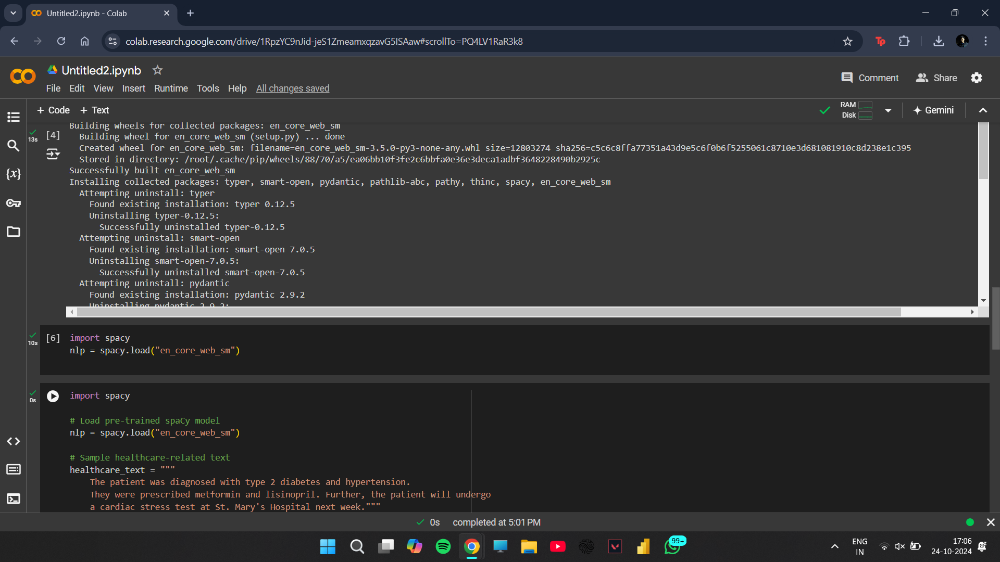 Untitled2.ipynb - Colab
colab.research.google.com/drive/1RpzYC9nJid-jeS1ZmeamxqzavG5ISAaw#scrollTo=PQ4LV1RaR3k8
Tp
Untitled2.ipynb
File Edit View Insert Runtime Tools Help All changes saved
Comment
Share
+ Code + Text
RAM
Disk
Gemini
13s
[4]
Building wheels for collected packages: en_core_web_sm
Building wheel for en_core_web_sm (setup.py) ... done
Created wheel for en_core_web_sm: filename=en_core_web_sm-3.5.0-py3-none-any.whl size=12803274 sha256=c5c6c8ffa77351a43d9e5c6f0b6f5255061c8710e3d681081910c8d238e1c395
Stored in directory: /root/.cache/pip/wheels/88/70/a5/ea06bb10f3fe2c6bbfa0e36e3deca1adbf3648228490b2925c
Successfully built en_core_web_sm
Installing collected packages: typer, smart-open, pydantic, pathlib-abc, pathy, thinc, spacy, en_core_web_sm
Attempting uninstall: typer
Found existing installation: typer 0.12.5
Uninstalling typer-0.12.5:
Successfully uninstalled typer-0.12.5
Attempting uninstall: smart-open
Found existing installation: smart-open 7.0.5
Uninstalling smart-open-7.0.5:
Successfully uninstalled smart-open-7.0.5
Attempting uninstall: pydantic
Found existing installation: pydantic 2.9.2
Uninstalling pydantic-2.9.2:
10s
[6]
import spacy
nlp = spacy.load("en_core_web_sm")
0s
import spacy
# Load pre-trained spaCy model
nlp = spacy.load("en_core_web_sm")
# Sample healthcare-related text
healthcare_text = """
The patient was diagnosed with type 2 diabetes and hypertension.
They were prescribed metformin and lisinopril. Further, the patient will undergo
a cardiac stress test at St. Mary's Hospital next week."""
0s completed at 5:01 PM
99+
ENG
IN
17:06
24-10-2024